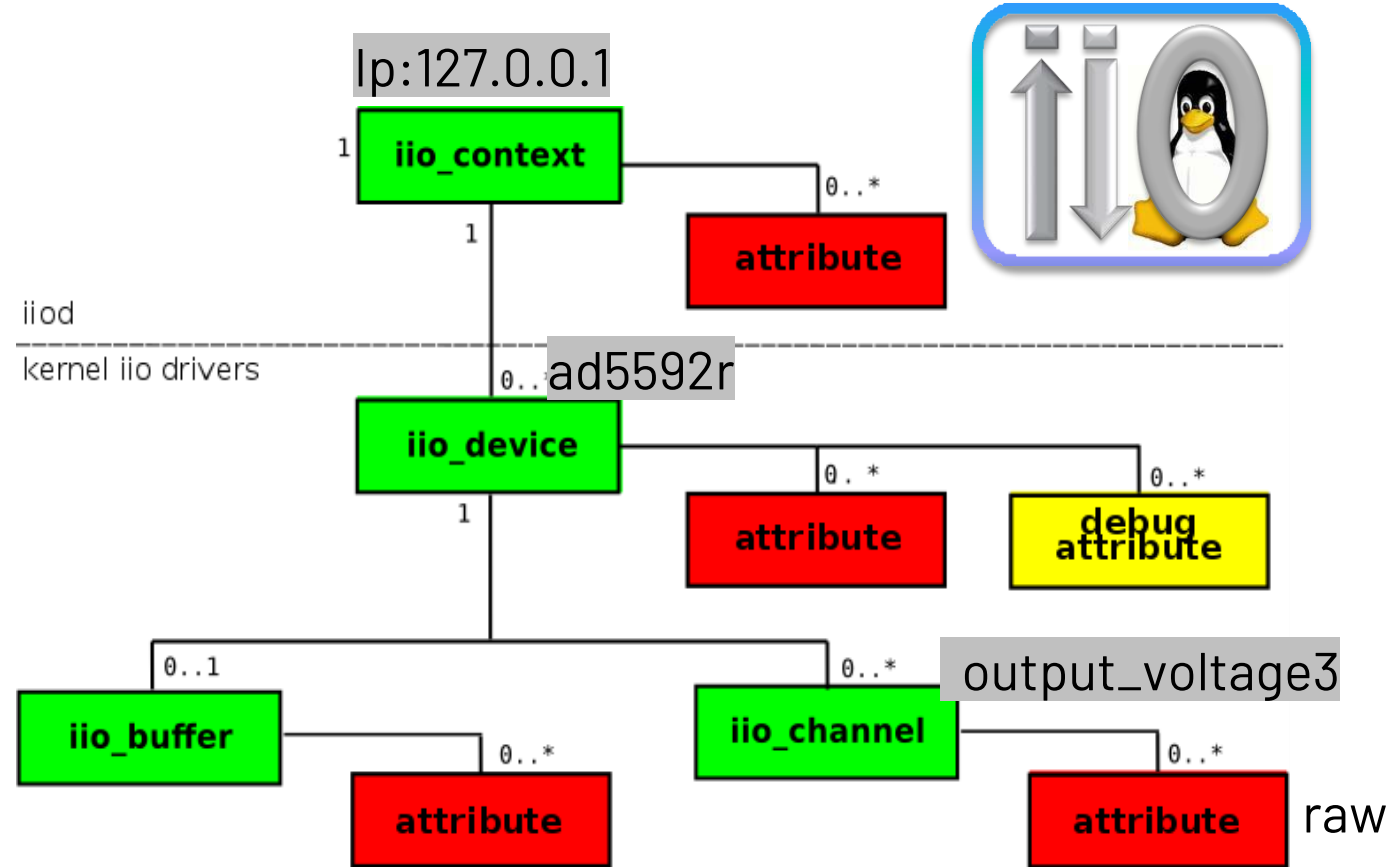 Ip:127.0.0.1
iio
1
iio_context
0..*
1
attribute
iiod
kernel iio drivers
0..
ad5592r
iio_device
0. *
0..*
1
attribute
debug
attribute
0..1
0..*
output_voltage3
iio_buffer
iio_channel
0..*
0..*
attribute
attribute
raw